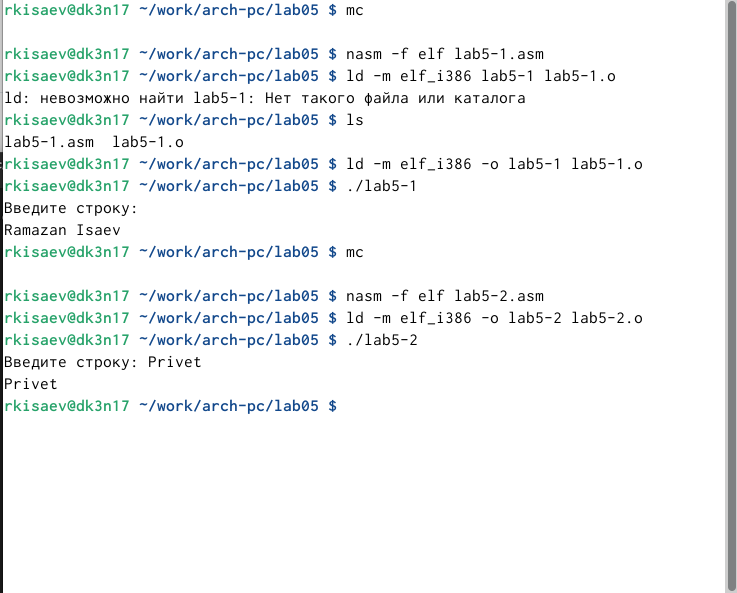 rkisaev@dk3n17 ~/work/arch-pc/lab05 $ mc
rkisaev@dk3n17 ~/work/arch-pc/lab05 $ nasm -f elf lab5-1.asm
rkisaev@dk3n17 ~/work/arch-pc/lab05 $ ld -m elf_i386 lab5-1 lab5-1.o
ld: невозможно найти lab5-1: Нет такого файла или каталога
rkisaev@dk3n17 ~/work/arch-pc/lab05 $ ls
lab5-1.asm  lab5-1.o
rkisaev@dk3n17 ~/work/arch-pc/lab05 $ ld -m elf_i386 -o lab5-1 lab5-1.o
rkisaev@dk3n17 ~/work/arch-pc/lab05 $ ./lab5-1
Введите строку:
Ramazan Isaev
rkisaev@dk3n17 ~/work/arch-pc/lab05 $ mc
rkisaev@dk3n17 ~/work/arch-pc/lab05 $ nasm -f elf lab5-2.asm
rkisaev@dk3n17 ~/work/arch-pc/lab05 $ ld -m elf_i386 -o lab5-2 lab5-2.o
rkisaev@dk3n17 ~/work/arch-pc/lab05 $ ./lab5-2
Введите строку: Privet
Privet
rkisaev@dk3n17 ~/work/arch-pc/lab05 $